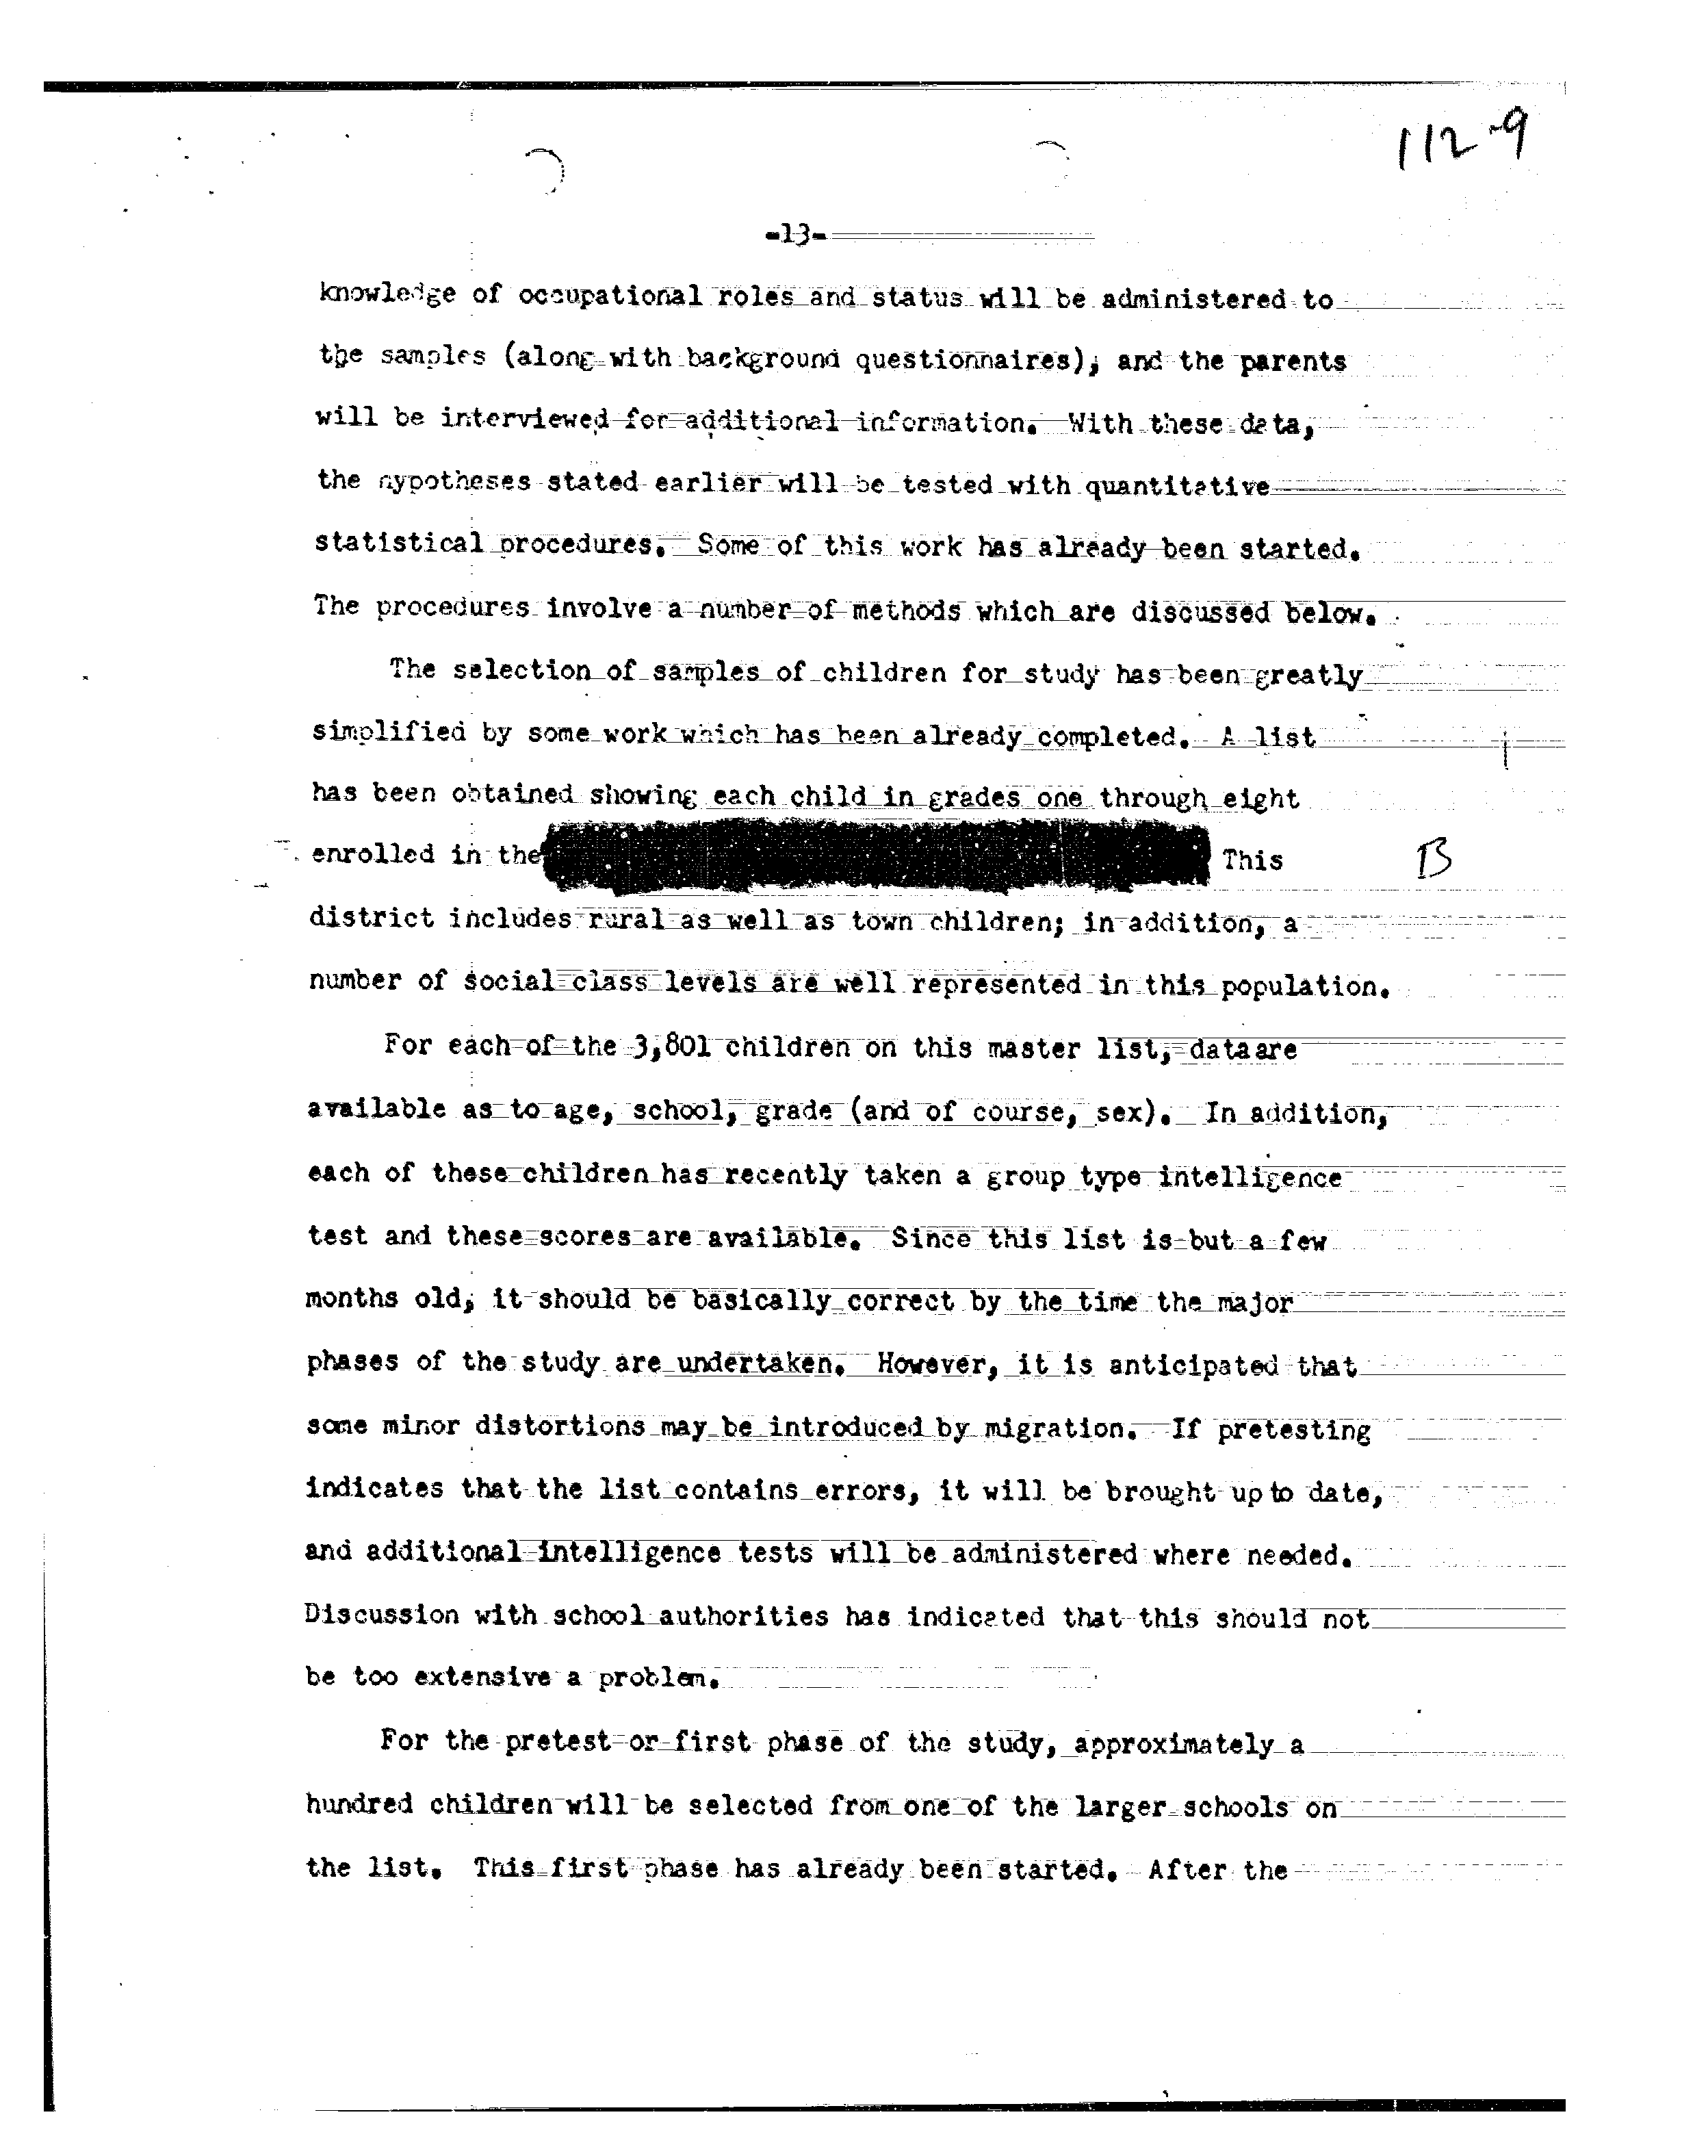 112-9
-13-
knowledge of occupational roles and status will be administered to
the samples (along with background questionnaires); and the parents
will be interviewed for additional information. With these data,
the hypotheses stated earlier will be tested with quantitative
statistical procedures. Some of this work has already been started.
The procedures involve a number of methods which are discussed below.
The selection of samples of children for study has been greatly
simplified by some work which has been already completed. A list
has been obtained showing each child in grades one through eight
enrolled in the This B
district includes rural as well as town children; in addition, a
number of social class levels are well represented in this population.
For each of the 3,801 children on this master list, data are
available as to age, school, grade (and of course, sex). In addition,
each of these children has recently taken a group type intelligence
test and these scores are available. Since this list is but a few
months old, it should be basically correct by the time the major
phases of the study are undertaken. However, it is anticipated that
some minor distortions may be introduced by migration. If pretesting
indicates that the list contains errors, it will be brought up to date,
and additional intelligence tests will be administered where needed.
Discussion with school authorities has indicated that this should not
be too extensive a problem.
For the pretest or first phase of the study, approximately a
hundred children will be selected from one of the larger schools on
the list. This first phase has already been started. After the